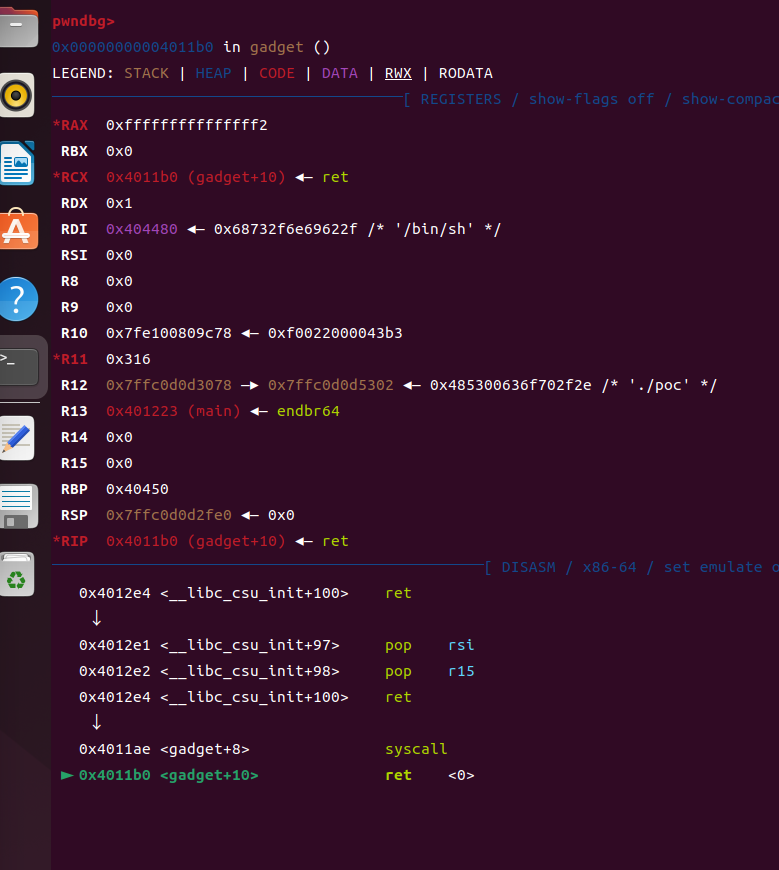 pwndbg>
0x00000000004011b0 in gadget ()
LEGEND: STACK | HEAP | CODE | DATA | RWX | RODATA
[ REGISTERS / show-flags off / show-compac
*RAX 0xfffffffffffffff2
RBX 0x0
*RCX 0x4011b0 (gadget+10) ◂— ret
RDX 0x1
RDI 0x404480 ◂— 0x68732f6e69622f /* '/bin/sh' */
RSI 0x0
R8 0x0
R9 0x0
R10 0x7fe100809c78 ◂— 0xf0022000043b3
*R11 0x316
R12 0x7ffc0d0d3078 —▸ 0x7ffc0d0d5302 ◂— 0x485300636f702f2e /* './poc' */
R13 0x401223 (main) ◂— endbr64
R14 0x0
R15 0x0
RBP 0x40450
RSP 0x7ffc0d0d2fe0 ◂— 0x0
*RIP 0x4011b0 (gadget+10) ◂— ret
[ DISASM / x86-64 / set emulate o
0x4012e4 <__libc_csu_init+100> ret
↓
0x4012e1 <__libc_csu_init+97> pop rsi
0x4012e2 <__libc_csu_init+98> pop r15
0x4012e4 <__libc_csu_init+100> ret
↓
0x4011ae <gadget+8> syscall
► 0x4011b0 <gadget+10> ret <0>